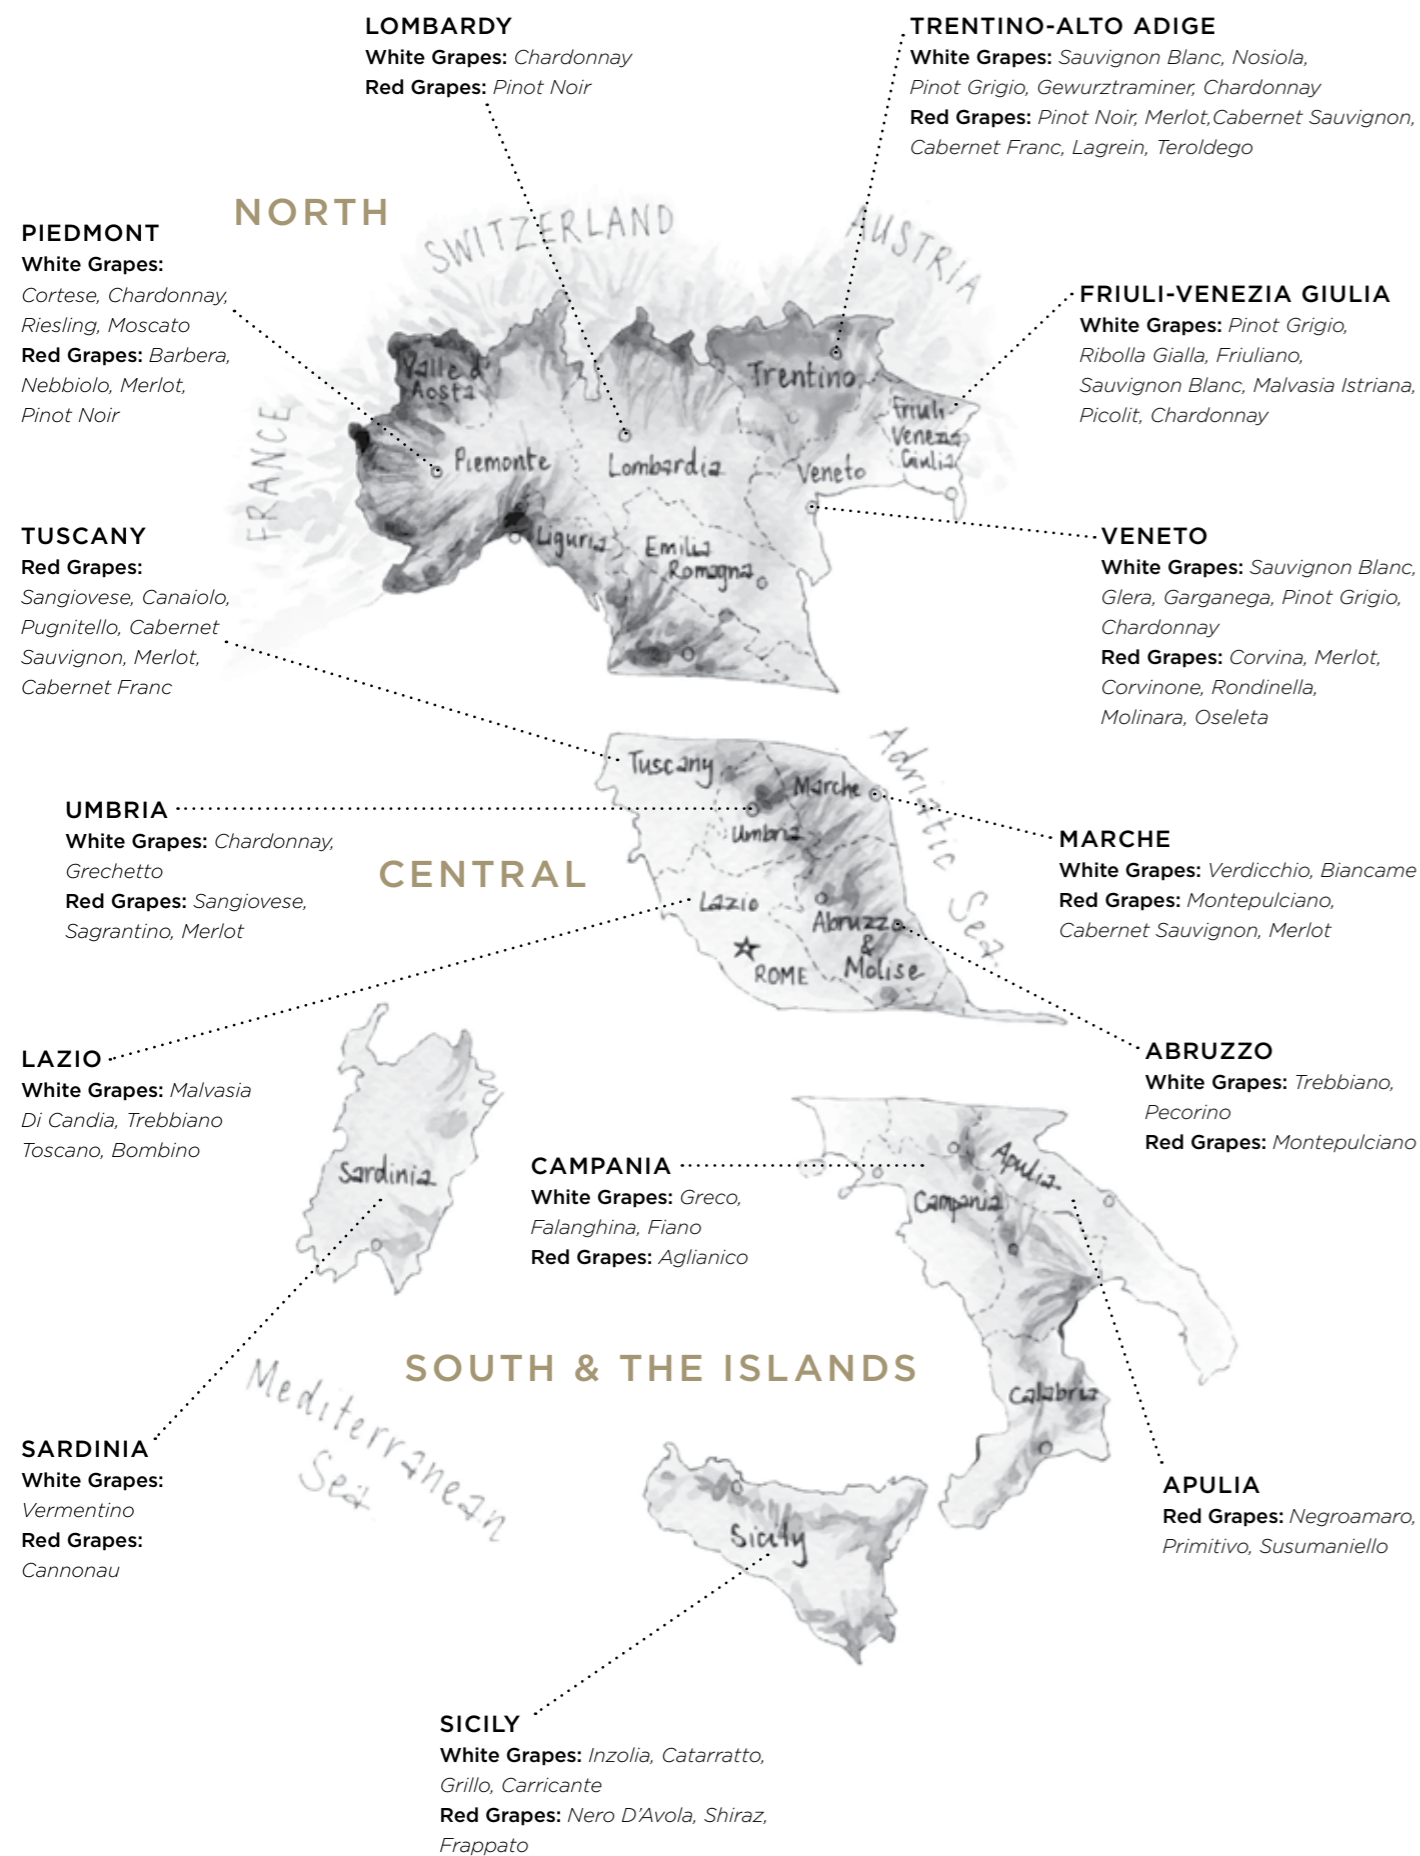 LOMBARDY
White Grapes: Chardonnay
Red Grapes: Pinot Noir
TRENTINO-ALTO ADIGE
White Grapes: Sauvignon Blanc, Nosiola,
Pinot Grigio, Gewurztraminer, Chardonnay
Red Grapes: Pinot Noir, Merlot,Cabernet Sauvignon,
Cabernet Franc, Lagrein, Teroldego
NORTH
SWITZERLAND
AUSTRIA
FRANCE
PIEDMONT
White Grapes:
Cortese, Chardonnay,
Riesling, Moscato
Red Grapes: Barbera,
Nebbiolo, Merlot,
Pinot Noir
FRIULI-VENEZIA GIULIA
White Grapes: Pinot Grigio,
Ribolla Gialla, Friuliano,
Sauvignon Blanc, Malvasia Istriana,
Picolit, Chardonnay
Valle d'
Aosta
Trentino
Friuli-
Venezia
Giulia
Piemonte
Lombardia
Veneto
Liguria
Emilia
Romagna
TUSCANY
Red Grapes:
Sangiovese, Canaiolo,
Pugnitello, Cabernet
Sauvignon, Merlot,
Cabernet Franc
VENETO
White Grapes: Sauvignon Blanc,
Glera, Garganega, Pinot Grigio,
Chardonnay
Red Grapes: Corvina, Merlot,
Corvinone, Rondinella,
Molinara, Oseleta
Tuscany
Marche
Umbria
Adriatic Sea
UMBRIA
White Grapes: Chardonnay,
Grechetto
Red Grapes: Sangiovese,
Sagrantino, Merlot
CENTRAL
MARCHE
White Grapes: Verdicchio, Biancame
Red Grapes: Montepulciano,
Cabernet Sauvignon, Merlot
Lazio
ROME
Abruzzo
&
Molise
LAZIO
White Grapes: Malvasia
Di Candia, Trebbiano
Toscano, Bombino
ABRUZZO
White Grapes: Trebbiano,
Pecorino
Red Grapes: Montepulciano
Sardinia
CAMPANIA
White Grapes: Greco,
Falanghina, Fiano
Red Grapes: Aglianico
Apulia
Campania
Calabria
SOUTH & THE ISLANDS
Mediterranean
Sea
SARDINIA
White Grapes:
Vermentino
Red Grapes:
Cannonau
Sicily
APULIA
Red Grapes: Negroamaro,
Primitivo, Susumaniello
SICILY
White Grapes: Inzolia, Catarratto,
Grillo, Carricante
Red Grapes: Nero D'Avola, Shiraz,
Frappato